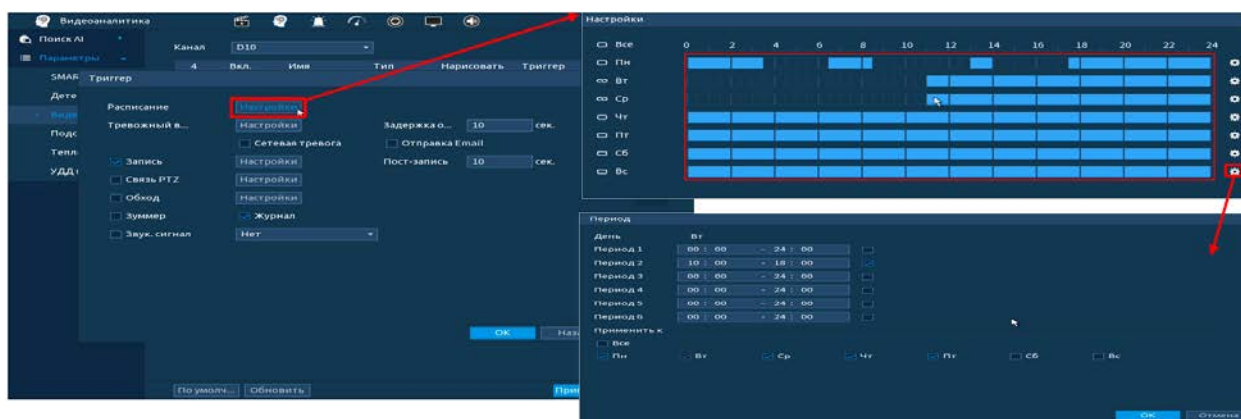 Видеоаналитика
Поиск AI
Параметры
SMAR
Дете
Виде
Подс
Тепл
УДД
Канал D10
4 Вкл. Имя Тип Нарисовать Триггер
Триггер
Расписание Настройки
Тревожный в... Настройки Задержка о... 10 сек.
Сетевая тревога Отправка Email
Запись Настройки Пост-запись 10 сек.
Связь PTZ Настройки
Обход Настройки
Зуммер Журнал
Звук. сигнал Нет
OK Наза
По умолч... Обновить При
Настройки
Все 0 2 4 6 8 10 12 14 16 18 20 22 24
Пн
Вт
Ср
Чт
Пт
Сб
Вс
Период
День Вт
Период 1 00 : 00 - 24 : 00
Период 2 10 : 00 - 18 : 00
Период 3 00 : 00 - 24 : 00
Период 4 00 : 00 - 24 : 00
Период 5 00 : 00 - 24 : 00
Период 6 00 : 00 - 24 : 00
Применить к
Все
Пн Вт Ср Чт Пт Сб Вс
OK Отмена